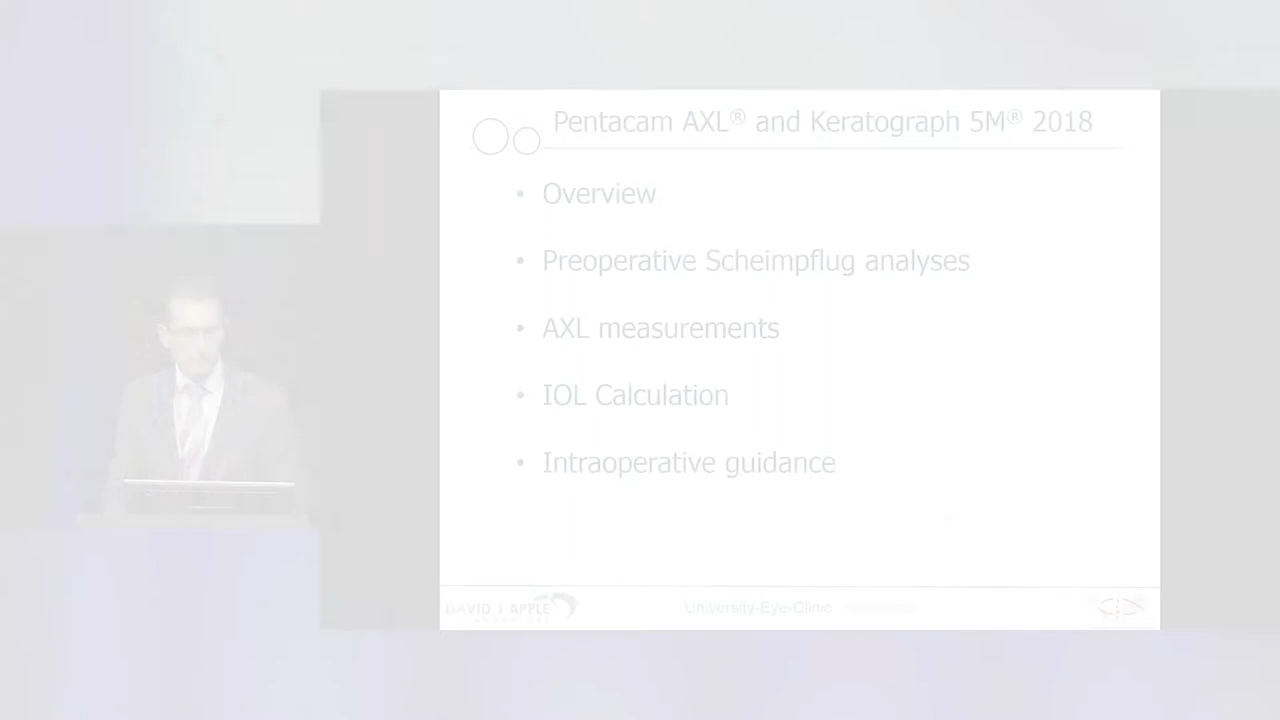 Pentacam AXL® and Keratograph 5M® 2018
• Overview
• Preoperative Scheimpflug analyses
• AXL measurements
• IOL Calculation
• Intraoperative guidance
DAVID J APPLE
University-Eye-Clinic